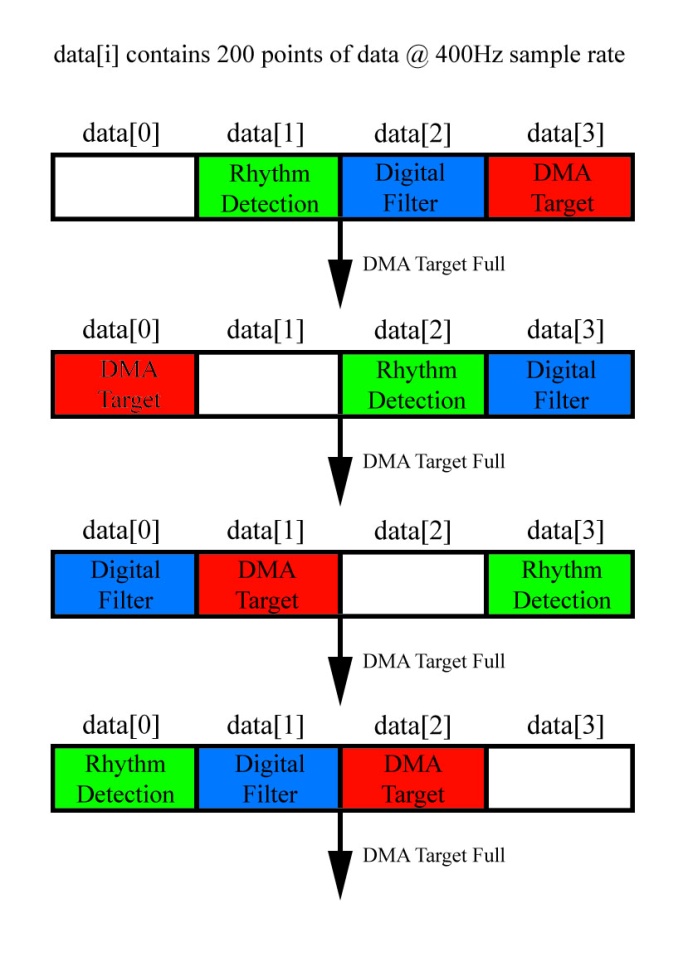 data[i] contains 200 points of data @ 400Hz sample rate
data[0] data[1] data[2] data[3]
Rhythm Digital DMA
Detection Filter Target
DMA Target Full
data[0] data[1] data[2] data[3]
DMA Rhythm Digital
Target Detection Filter
DMA Target Full
data[0] data[1] data[2] data[3]
Digital DMA Rhythm
Filter Target Detection
DMA Target Full
data[0] data[1] data[2] data[3]
Rhythm Digital DMA
Detection Filter Target
DMA Target Full